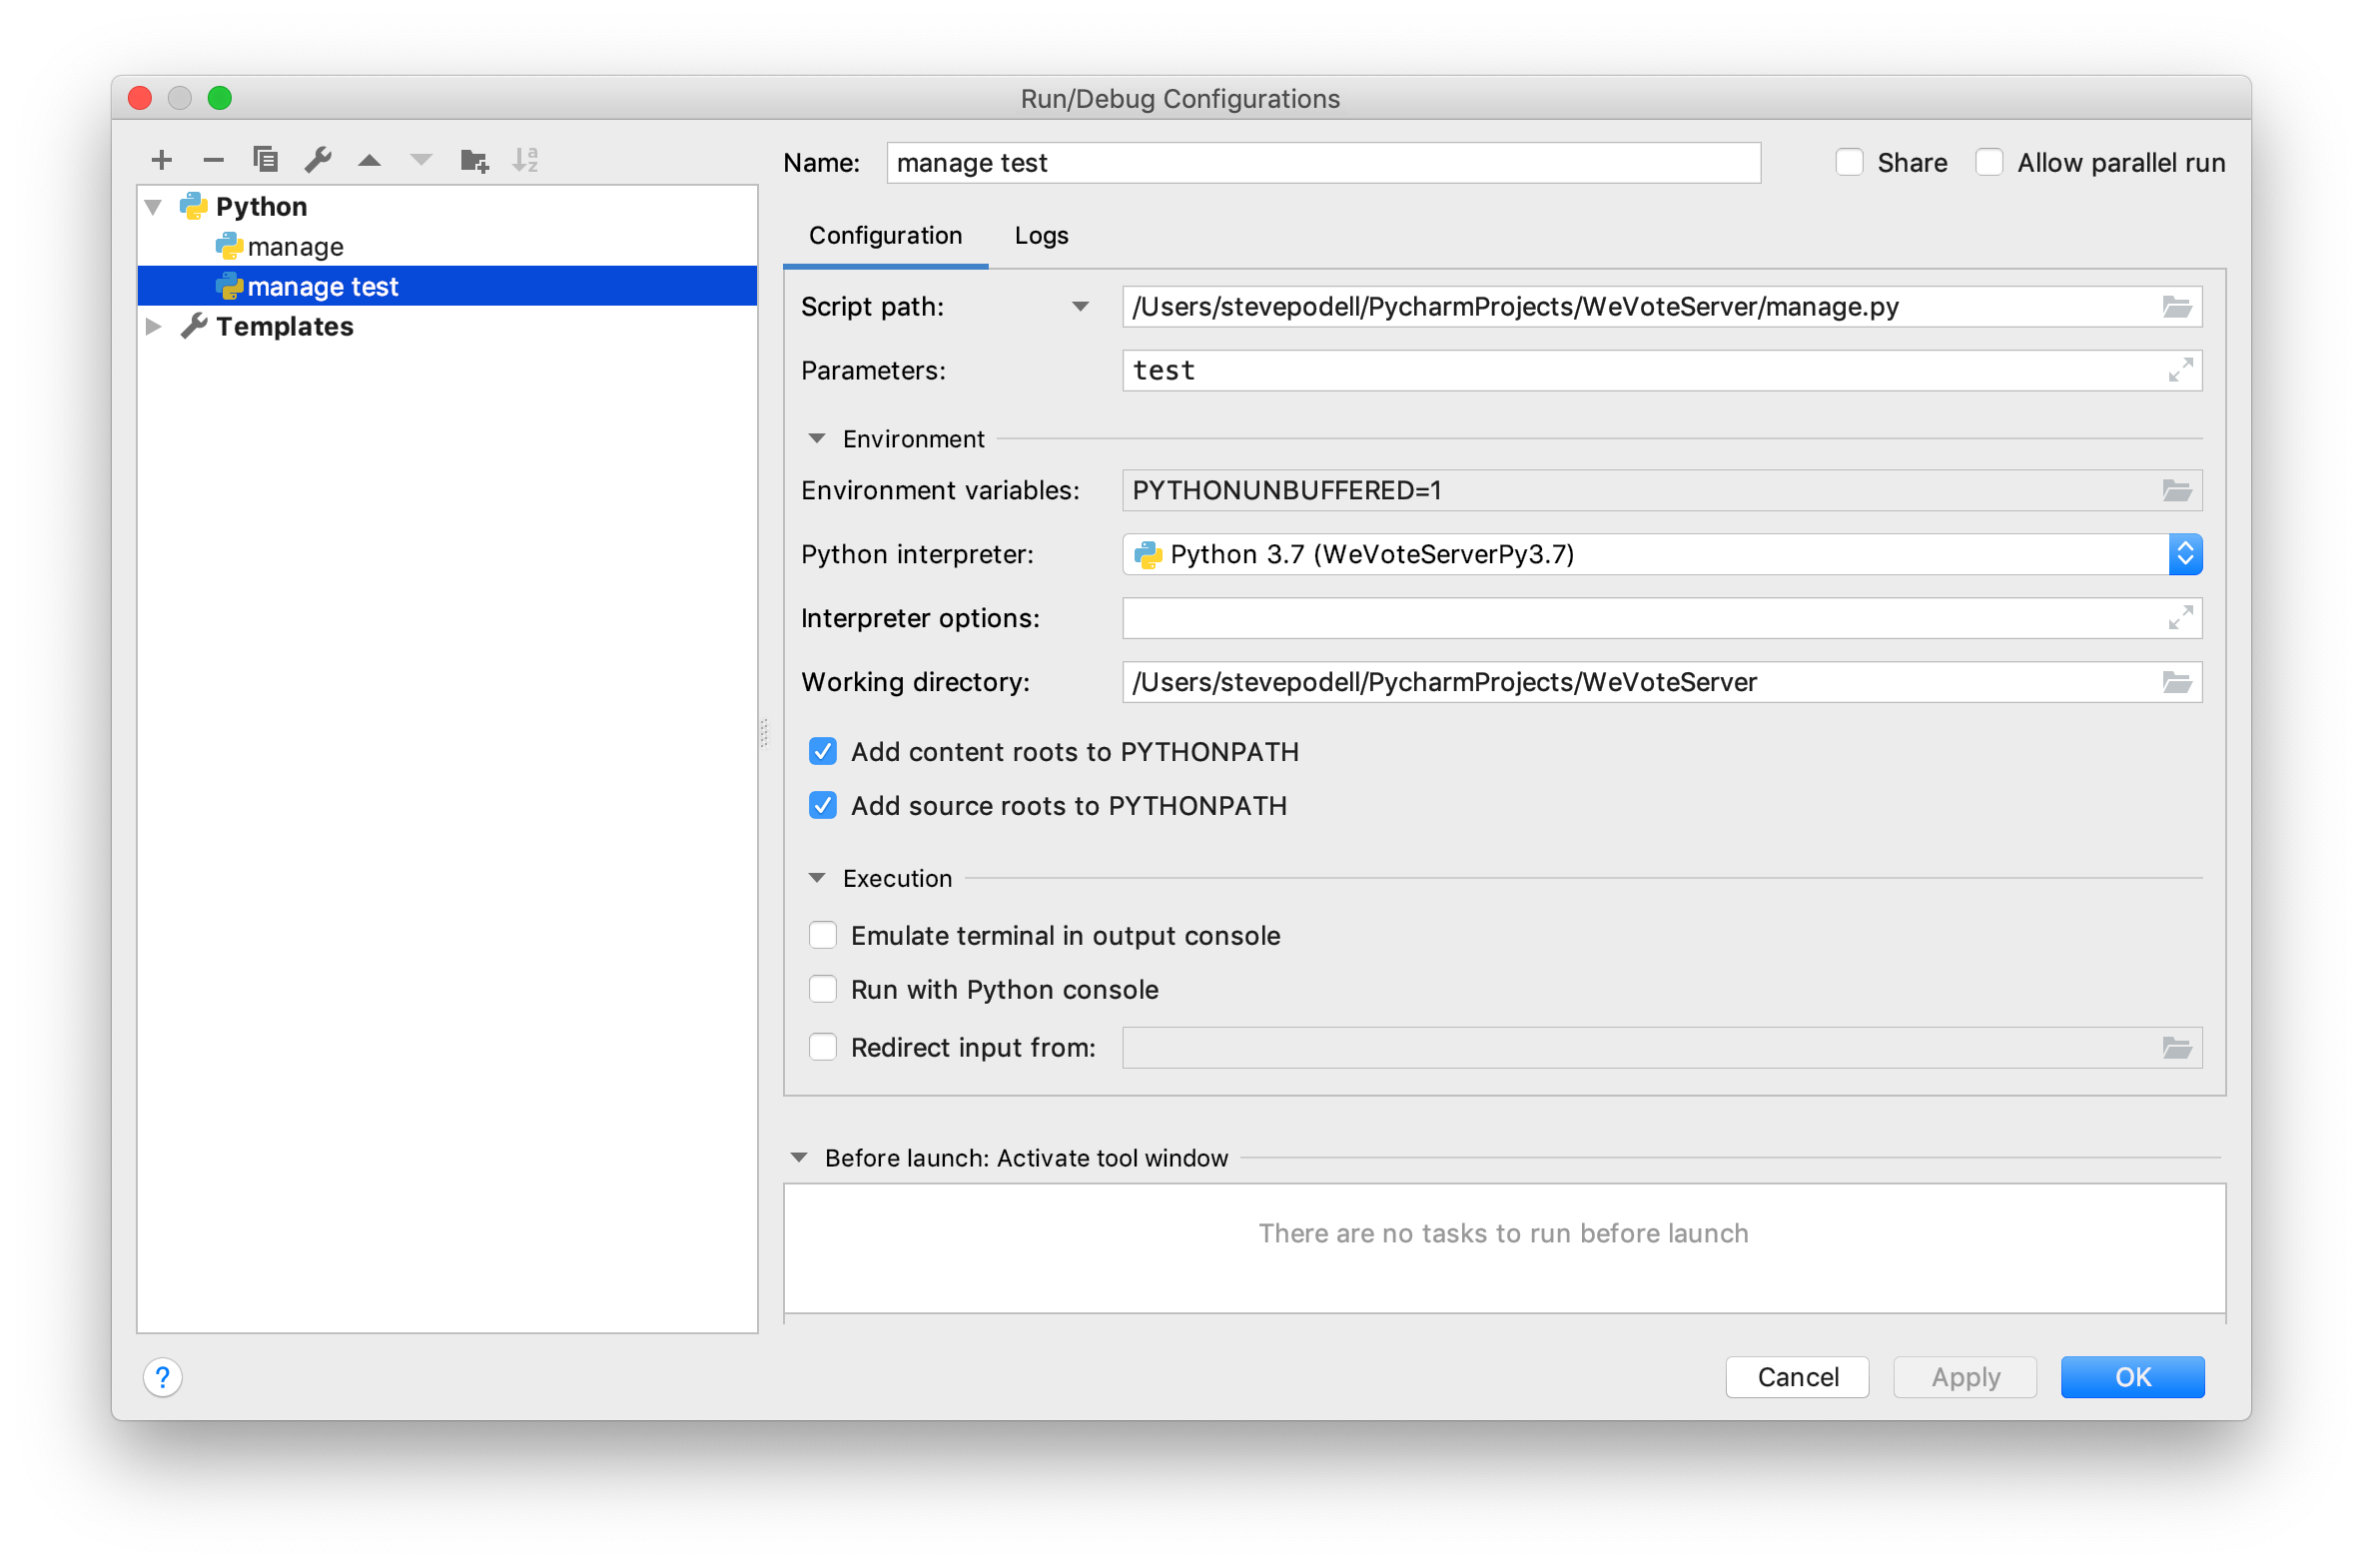 Run/Debug Configurations
Name: manage test Share Allow parallel run
Python
manage
manage test
Templates
Configuration Logs
Script path: /Users/stevepodell/PycharmProjects/WeVoteServer/manage.py
Parameters: test
Environment
Environment variables: PYTHONUNBUFFERED=1
Python interpreter: Python 3.7 (WeVoteServerPy3.7)
Interpreter options:
Working directory: /Users/stevepodell/PycharmProjects/WeVoteServer
Add content roots to PYTHONPATH
Add source roots to PYTHONPATH
Execution
Emulate terminal in output console
Run with Python console
Redirect input from:
Before launch: Activate tool window
There are no tasks to run before launch
? Cancel Apply OK